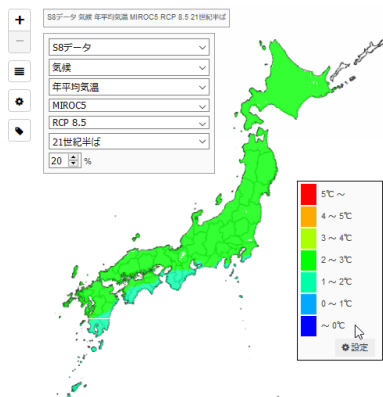 S8データ 気候 年平均気温 MIROC5 RCP 8.5 21世紀半ば
S8データ
気候
年平均気温
MIROC5
RCP 8.5
21世紀半ば
20 %
5℃ ～
4 ～ 5℃
3 ～ 4℃
2 ～ 3℃
1 ～ 2℃
0 ～ 1℃
～ 0℃
設定